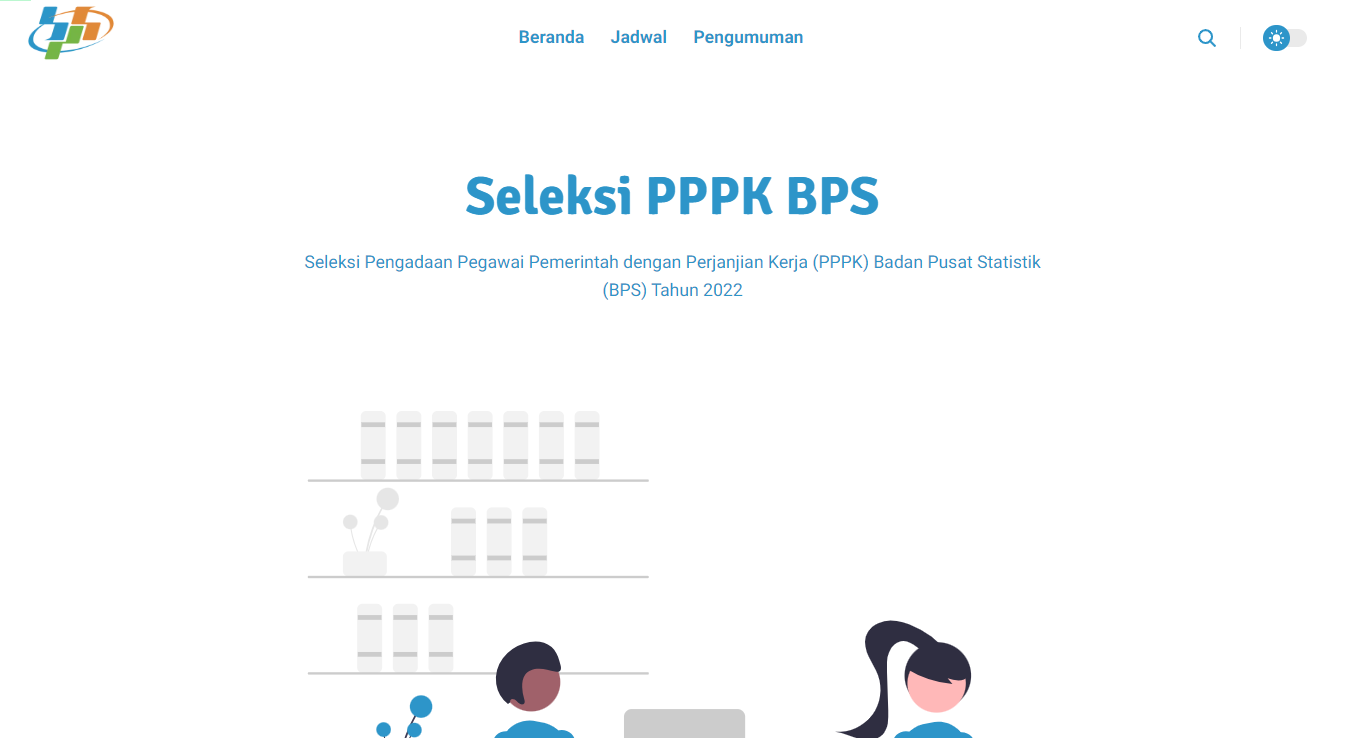 Beranda Jadwal Pengumuman
Seleksi PPPK BPS
Seleksi Pengadaan Pegawai Pemerintah dengan Perjanjian Kerja (PPPK) Badan Pusat Statistik
(BPS) Tahun 2022